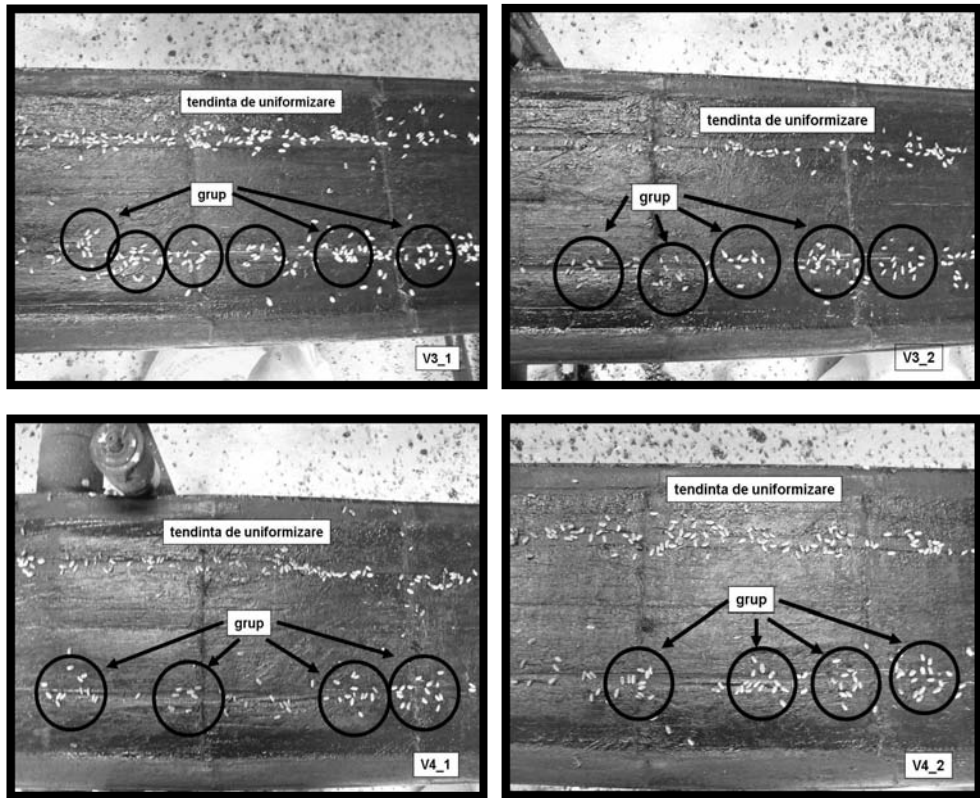 tendinta de uniformizare
grup
V3_1
tendinta de uniformizare
grup
V3_2
tendinta de uniformizare
grup
V4_1
tendinta de uniformizare
grup
V4_2